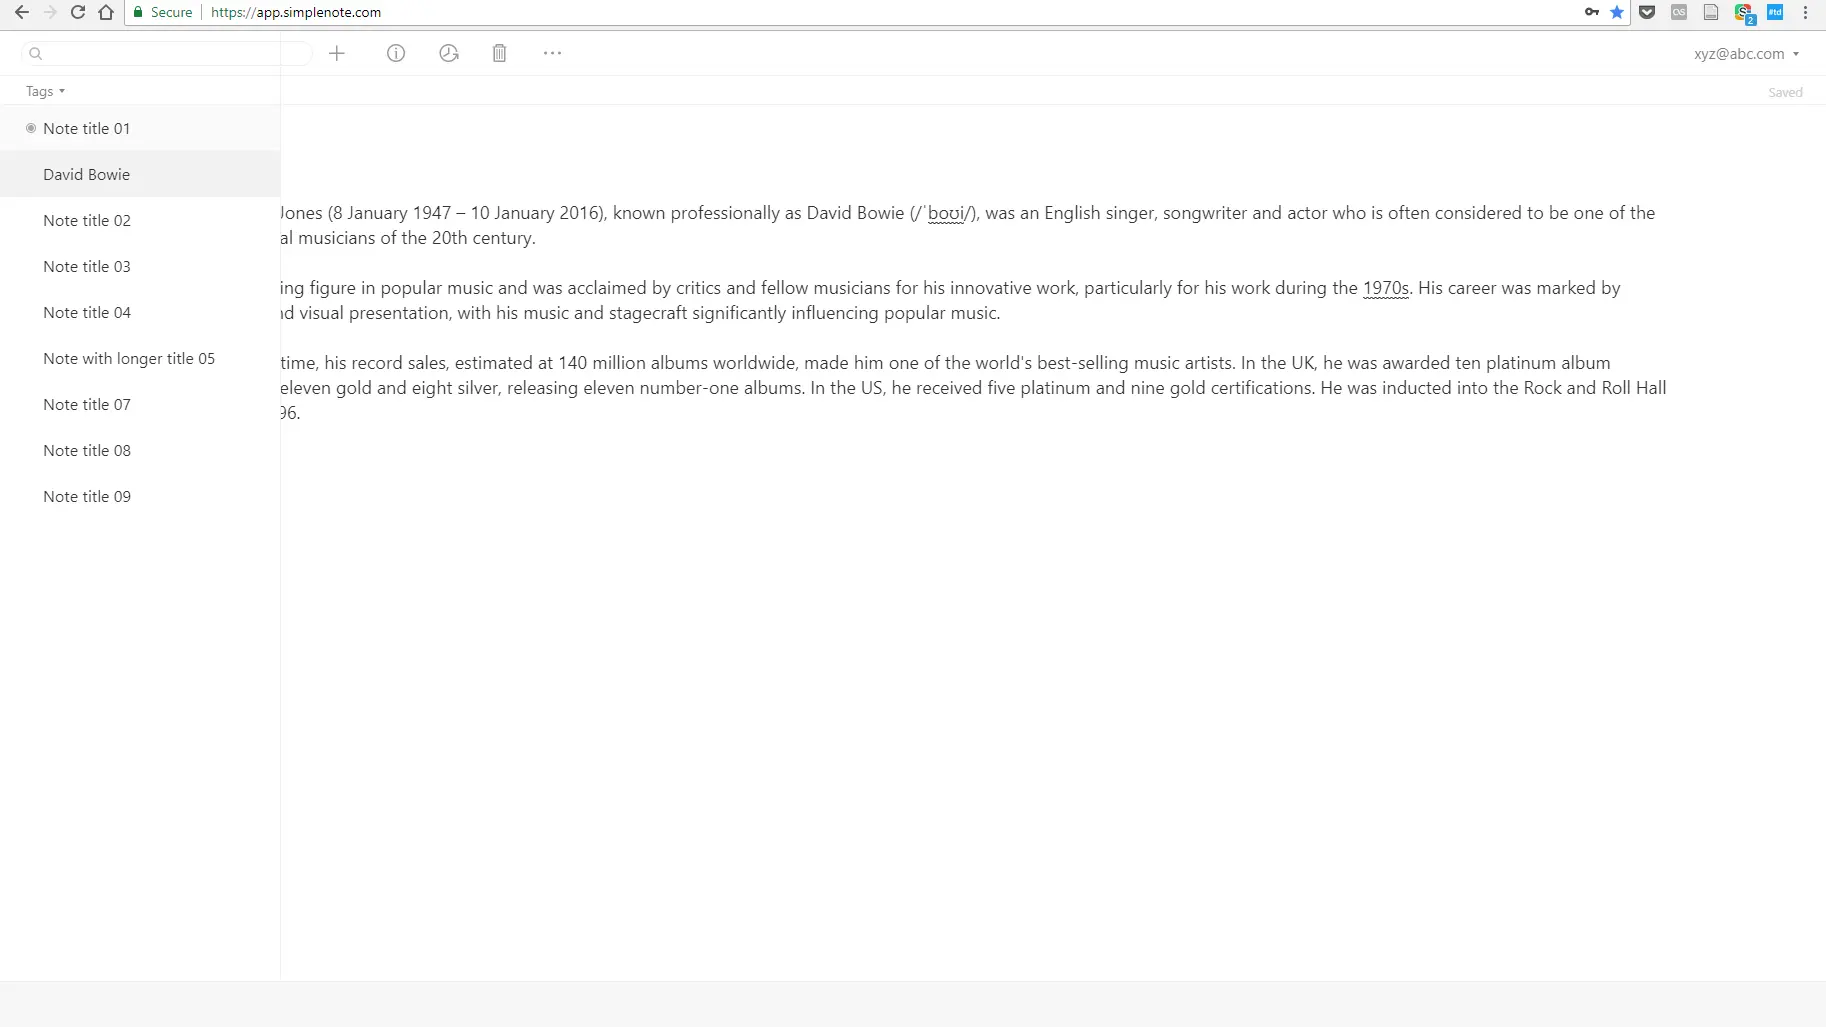 Secure
https://app.simplenote.com
2
#td
xyz@abc.com
Tags
Saved
Note title 01
David Bowie
Note title 02
Note title 03
Note title 04
Note with longer title 05
Note title 07
Note title 08
Note title 09
Jones (8 January 1947 – 10 January 2016), known professionally as David Bowie (/ˈboʊi/), was an English singer, songwriter and actor who is often considered to be one of the
al musicians of the 20th century.
ing figure in popular music and was acclaimed by critics and fellow musicians for his innovative work, particularly for his work during the 1970s. His career was marked by
nd visual presentation, with his music and stagecraft significantly influencing popular music.
time, his record sales, estimated at 140 million albums worldwide, made him one of the world's best-selling music artists. In the UK, he was awarded ten platinum album
eleven gold and eight silver, releasing eleven number-one albums. In the US, he received five platinum and nine gold certifications. He was inducted into the Rock and Roll Hall
96.